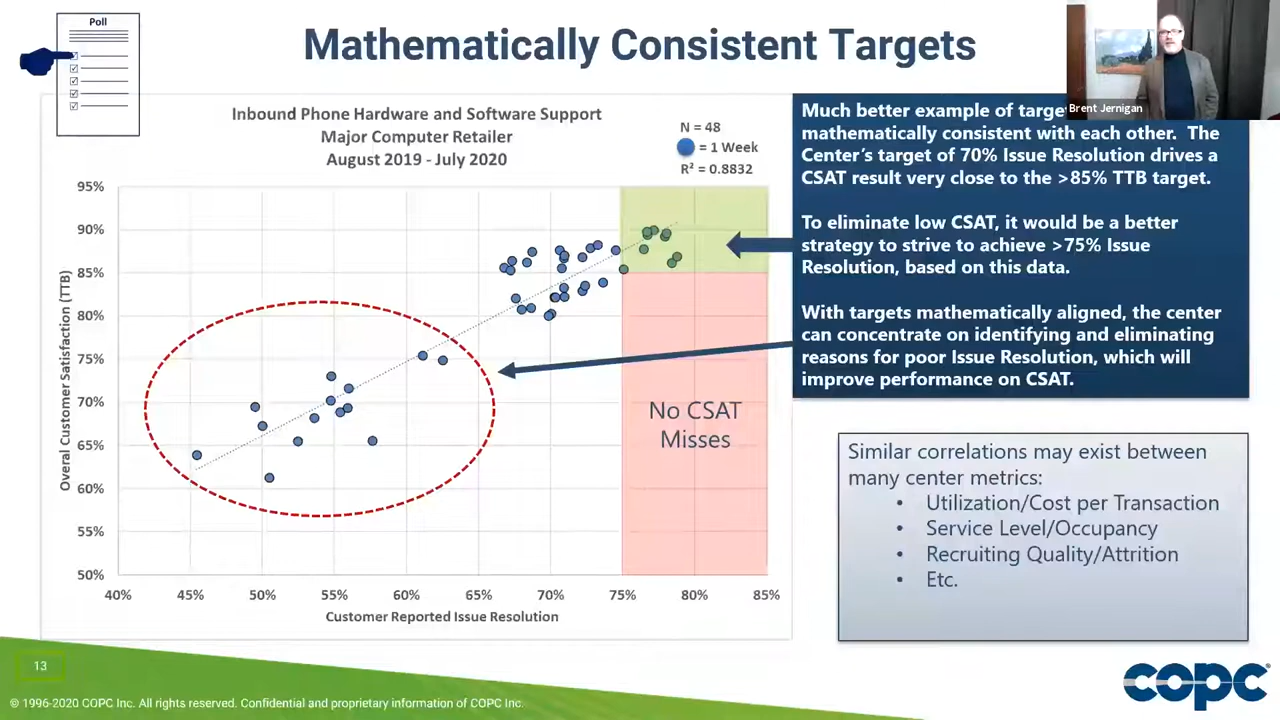 Poll
Mathematically Consistent Targets
Brent Jernigan
Inbound Phone Hardware and Software Support
Major Computer Retailer
August 2019 - July 2020
N = 48
= 1 Week
R² = 0.8832
95%
90%
85%
80%
75%
70%
65%
60%
55%
50%
Overal Customer Satisfaction (TTB)
No CSAT
Misses
40%
45%
50%
55%
60%
65%
70%
75%
80%
85%
Customer Reported Issue Resolution
Much better example of
mathematically consistent with each other. The
Center's target of 70% Issue Resolution drives a
CSAT result very close to the >85% TTB target.
To eliminate low CSAT, it would be a better
strategy to strive to achieve >75% Issue
Resolution, based on this data.
With targets mathematically aligned, the center
can concentrate on identifying and eliminating
reasons for poor Issue Resolution, which will
improve performance on CSAT.
Similar correlations may exist between
many center metrics:
• Utilization/Cost per Transaction
• Service Level/Occupancy
• Recruiting Quality/Attrition
• Etc.
13
© 1996-2020 COPC Inc. All rights reserved. Confidential and proprietary information of COPC Inc.
copc